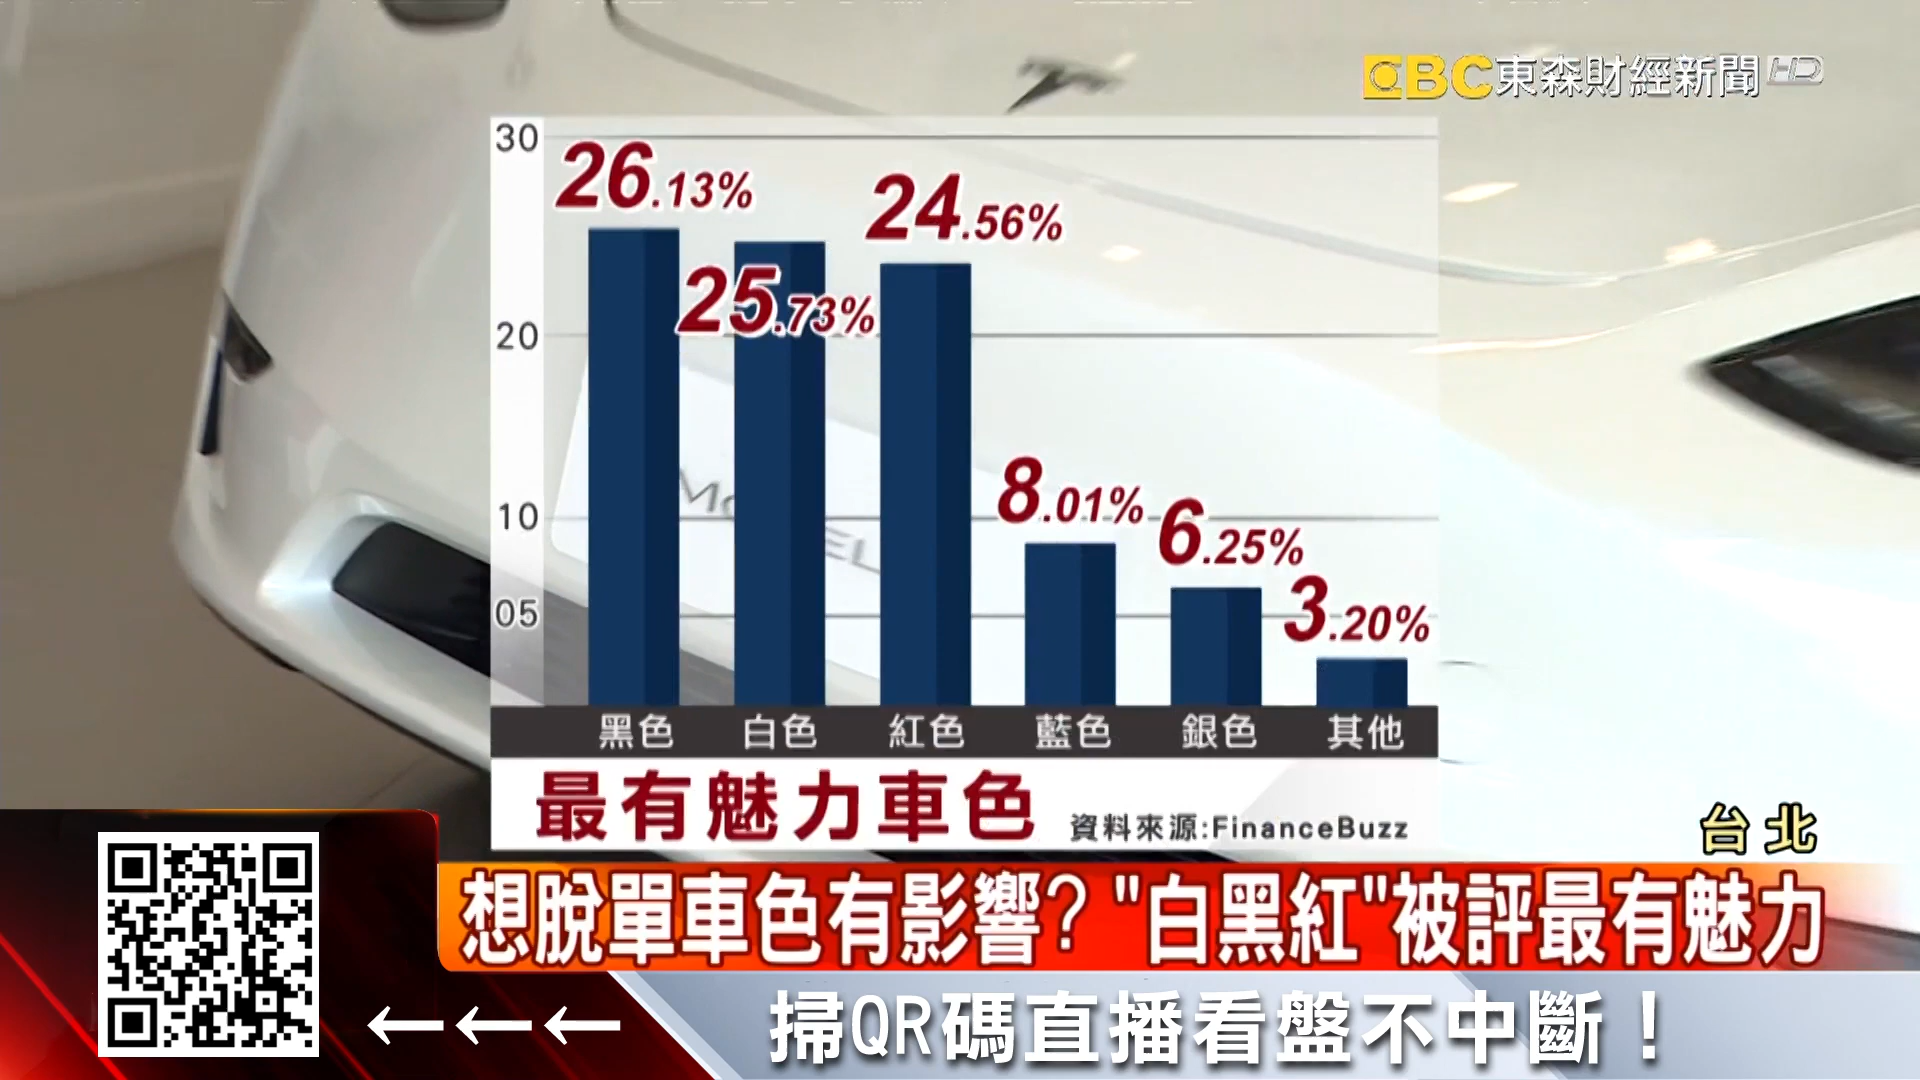 EBC東森財經新聞HD
30
26.13%
24.56%
25.73%
20
8.01%
10
6.25%
3.20%
05
黑色 白色 紅色 藍色 銀色 其他
最有魅力車色 資料來源:FinanceBuzz
台北
想脫單車色有影響?"白黑紅"被評最有魅力
←←← 掃QR碼直播看盤不中斷！